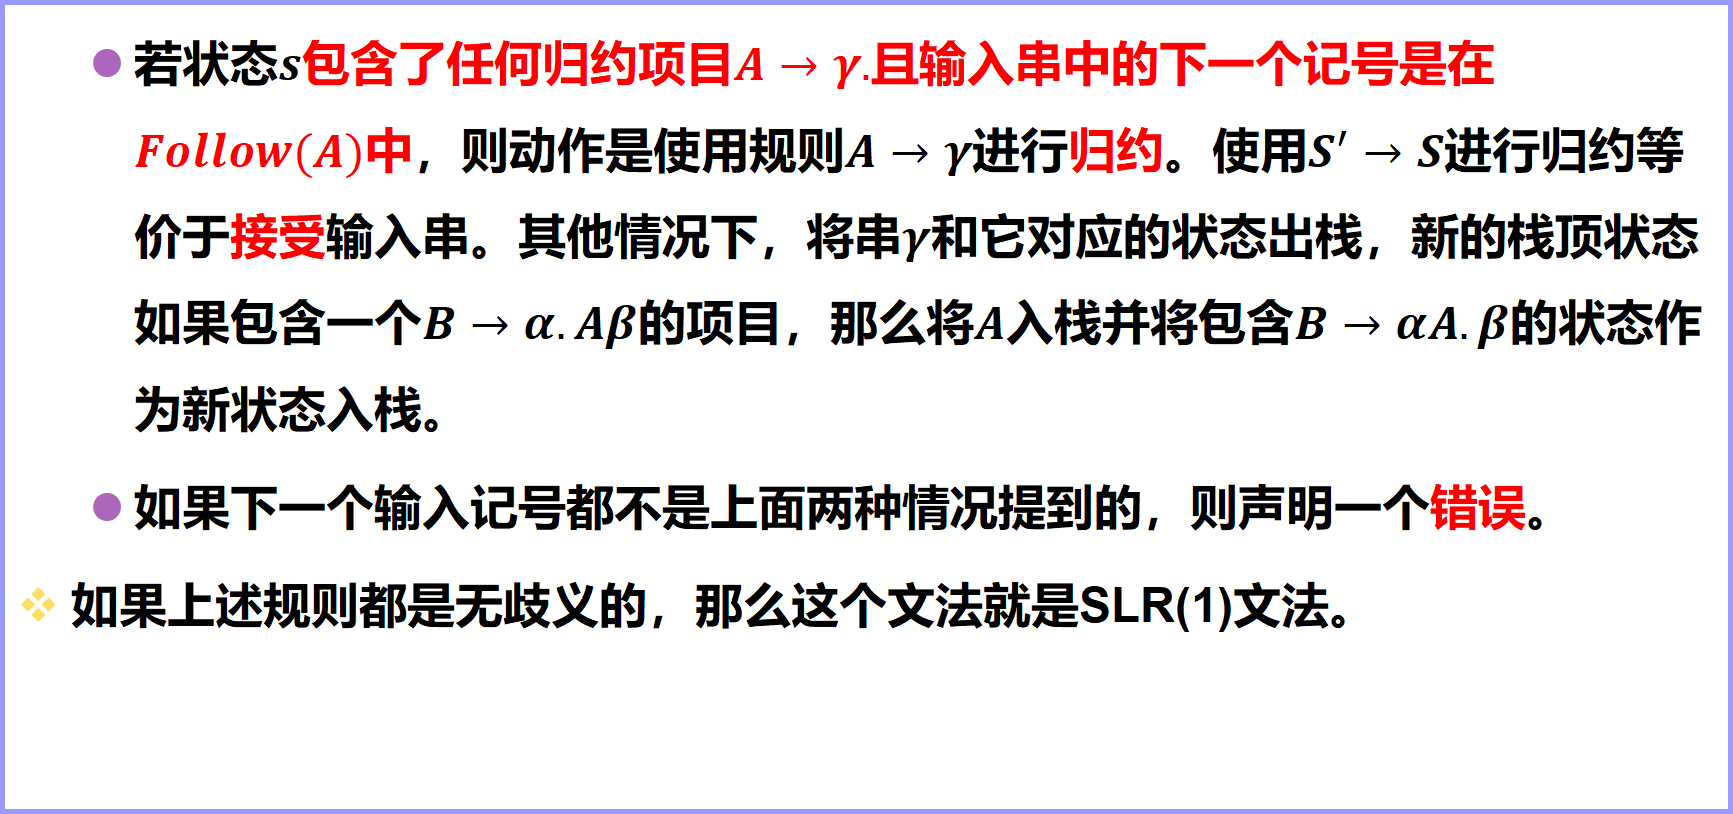 若状态s包含了任何归约项目A → γ.且输入串中的下一个记号是在
Follow(A)中，则动作是使用规则A → γ进行归约。使用S′ → S进行归约等
价于接受输入串。其他情况下，将串γ和它对应的状态出栈，新的栈顶状态
如果包含一个B → α.Aβ的项目，那么将A入栈并将包含B → αA.β的状态作
为新状态入栈。
如果下一个输入记号都不是上面两种情况提到的，则声明一个错误。
如果上述规则都是无歧义的，那么这个文法就是SLR(1)文法。